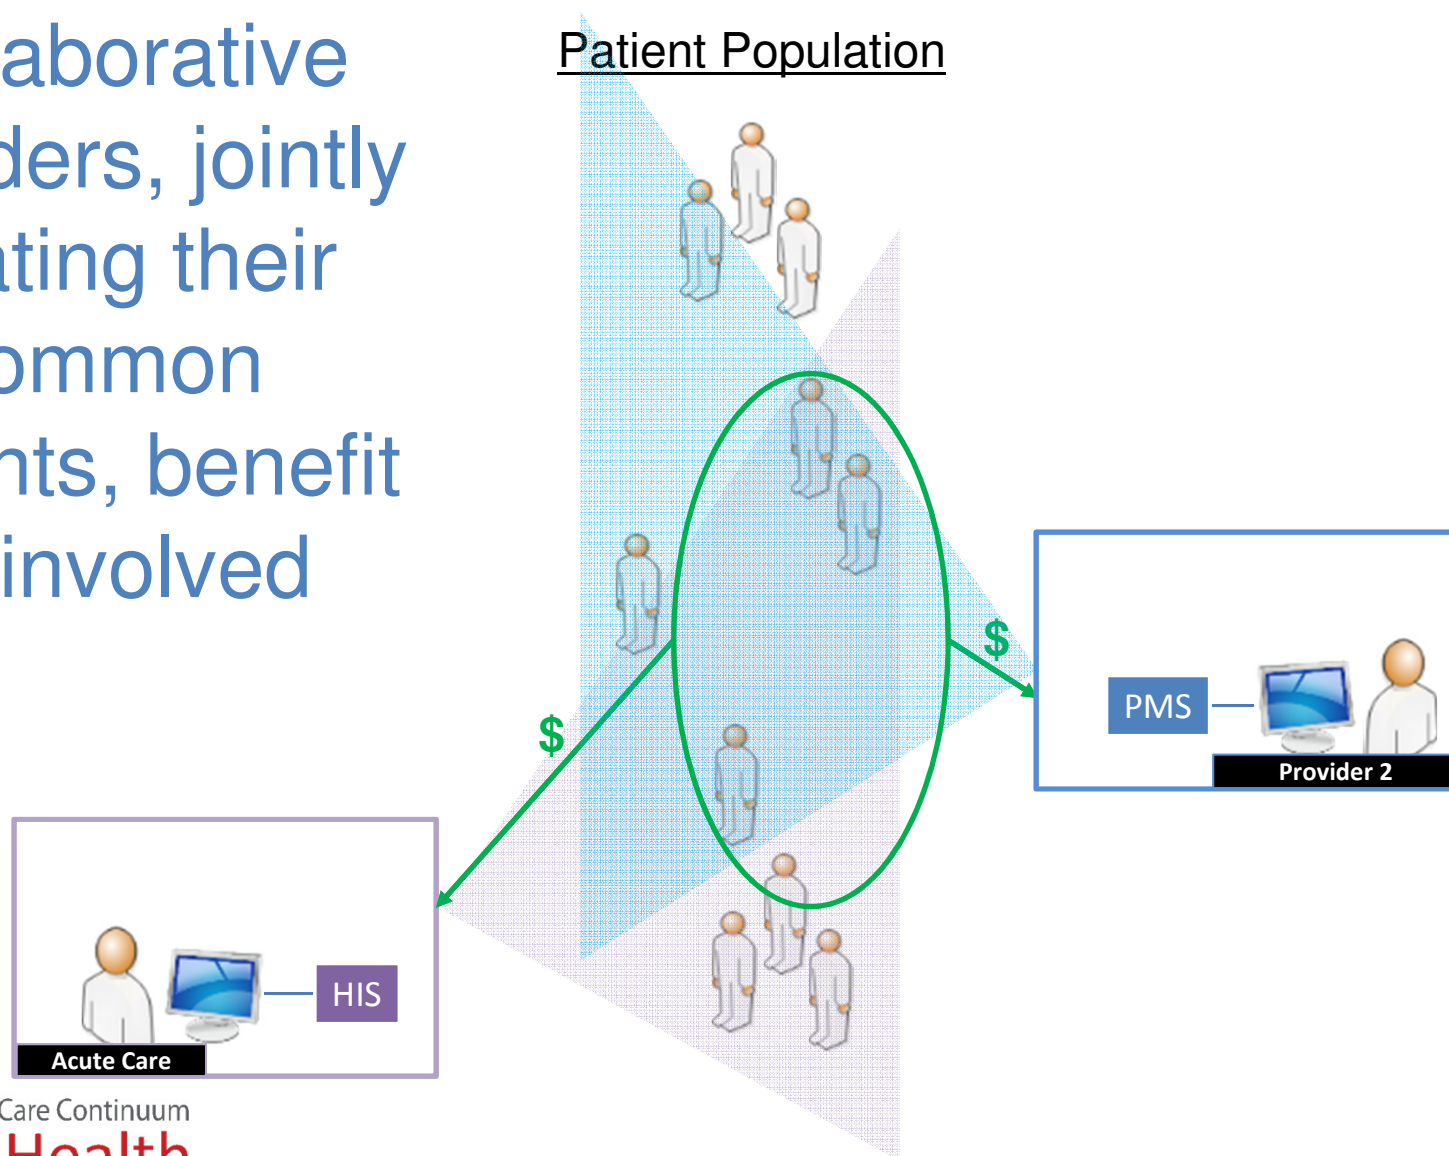 aborative
ders, jointly
ating their
ommon
nts, benefit
involved
Patient Population
$
$
PMS
Provider 2
HIS
Acute Care
Care Continuum
Health